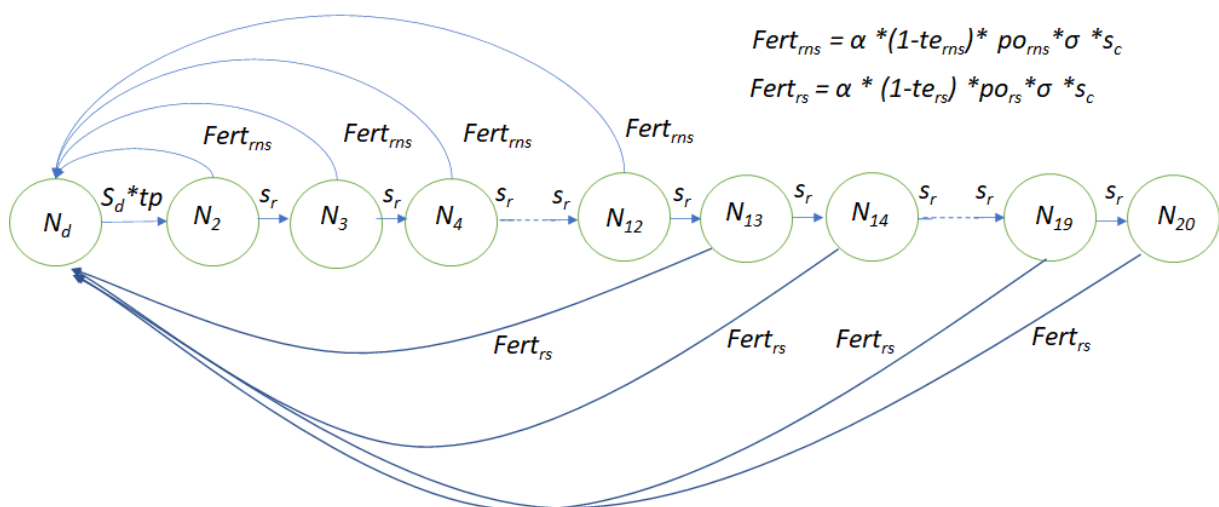 Fert_rns = α *(1-te_rns)* po_rns*σ *s_c
Fert_rs = α * (1-te_rs) *po_rs*σ *s_c
Fert_rns Fert_rns Fert_rns Fert_rns
S_d*tp s_r s_r s_r s_r s_r s_r s_r s_r s_r
N_d N_2 N_3 N_4 N_12 N_13 N_14 N_19 N_20
Fert_rs Fert_rs Fert_rs Fert_rs